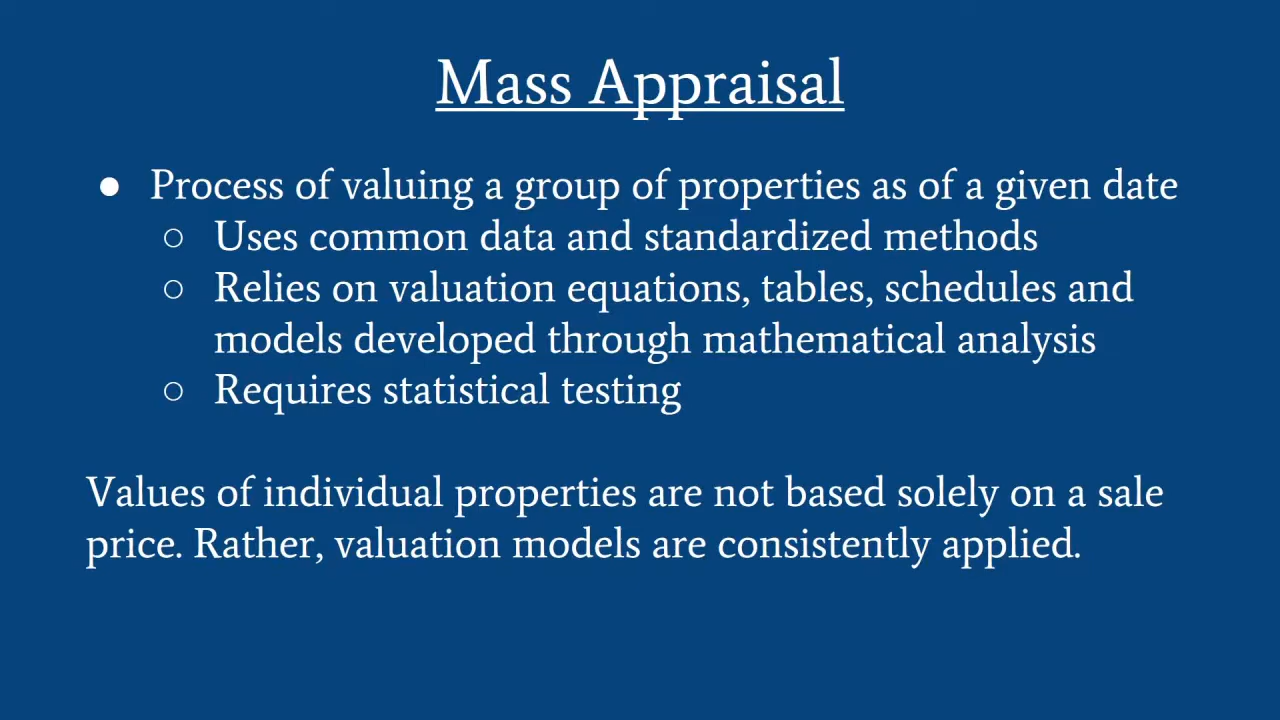 Mass Appraisal
● Process of valuing a group of properties as of a given date
○ Uses common data and standardized methods
○ Relies on valuation equations, tables, schedules and
models developed through mathematical analysis
○ Requires statistical testing
Values of individual properties are not based solely on a sale
price. Rather, valuation models are consistently applied.